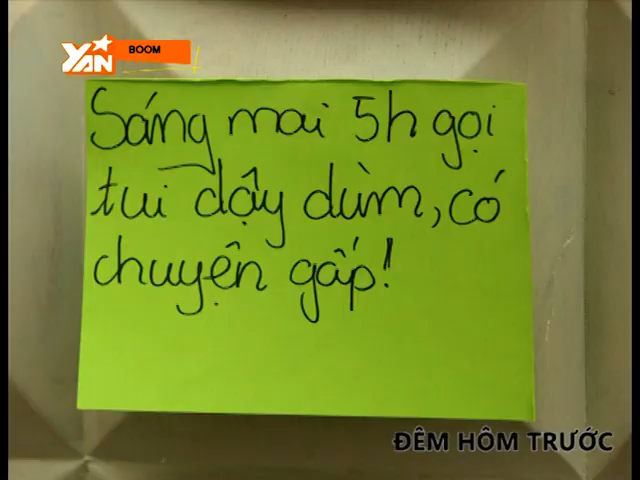 YAN BOOM
Sáng mai 5h gọi
tui dậy dùm, có
chuyện gấp!
ĐÊM HÔM TRƯỚC